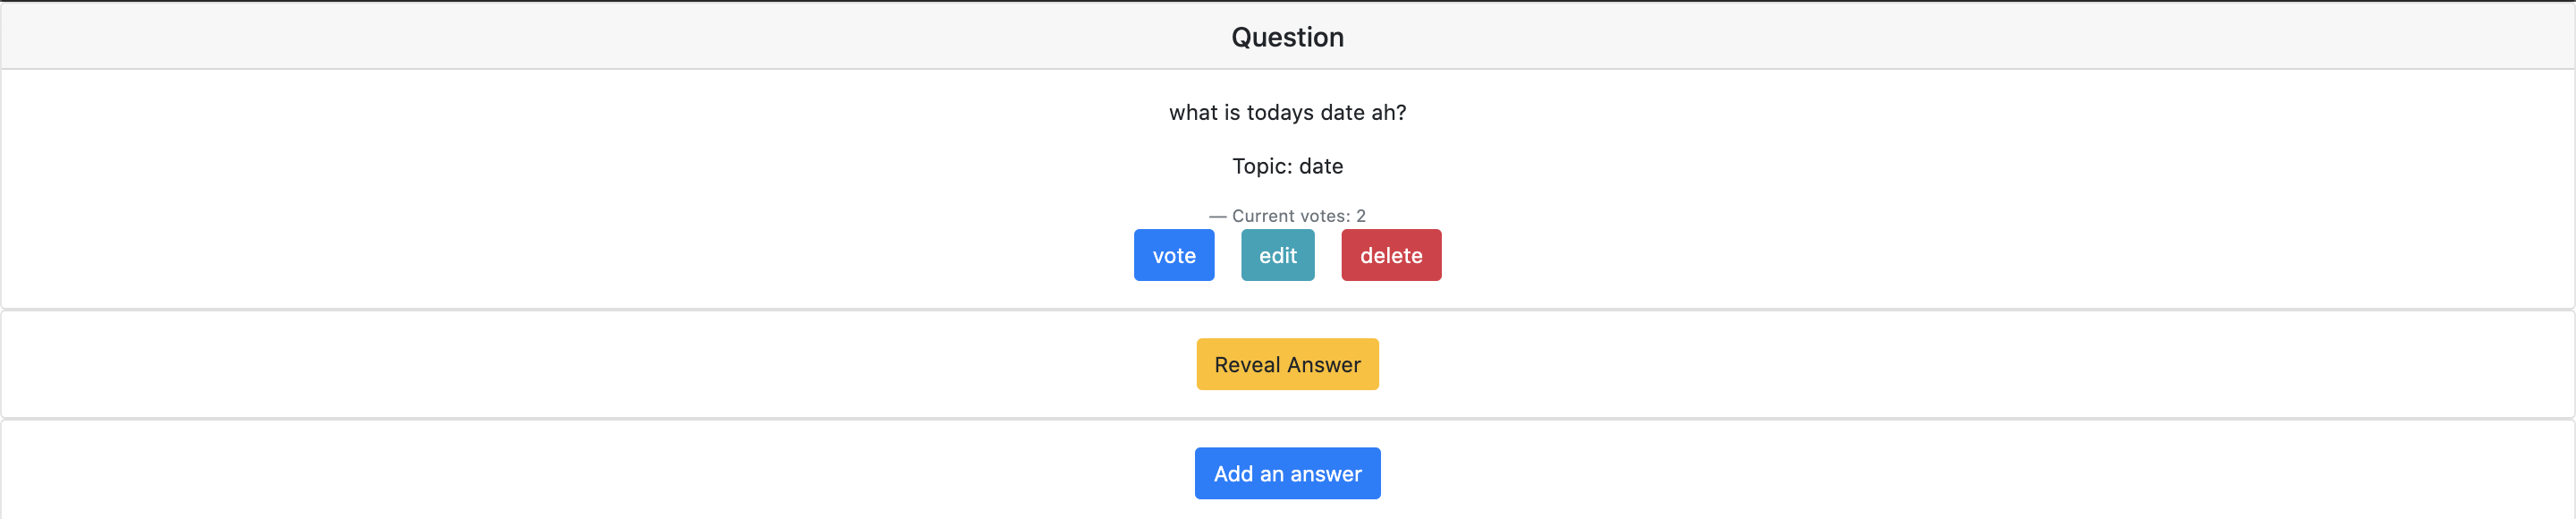 Question
what is todays date ah?
Topic: date
— Current votes: 2
vote edit delete
Reveal Answer
Add an answer